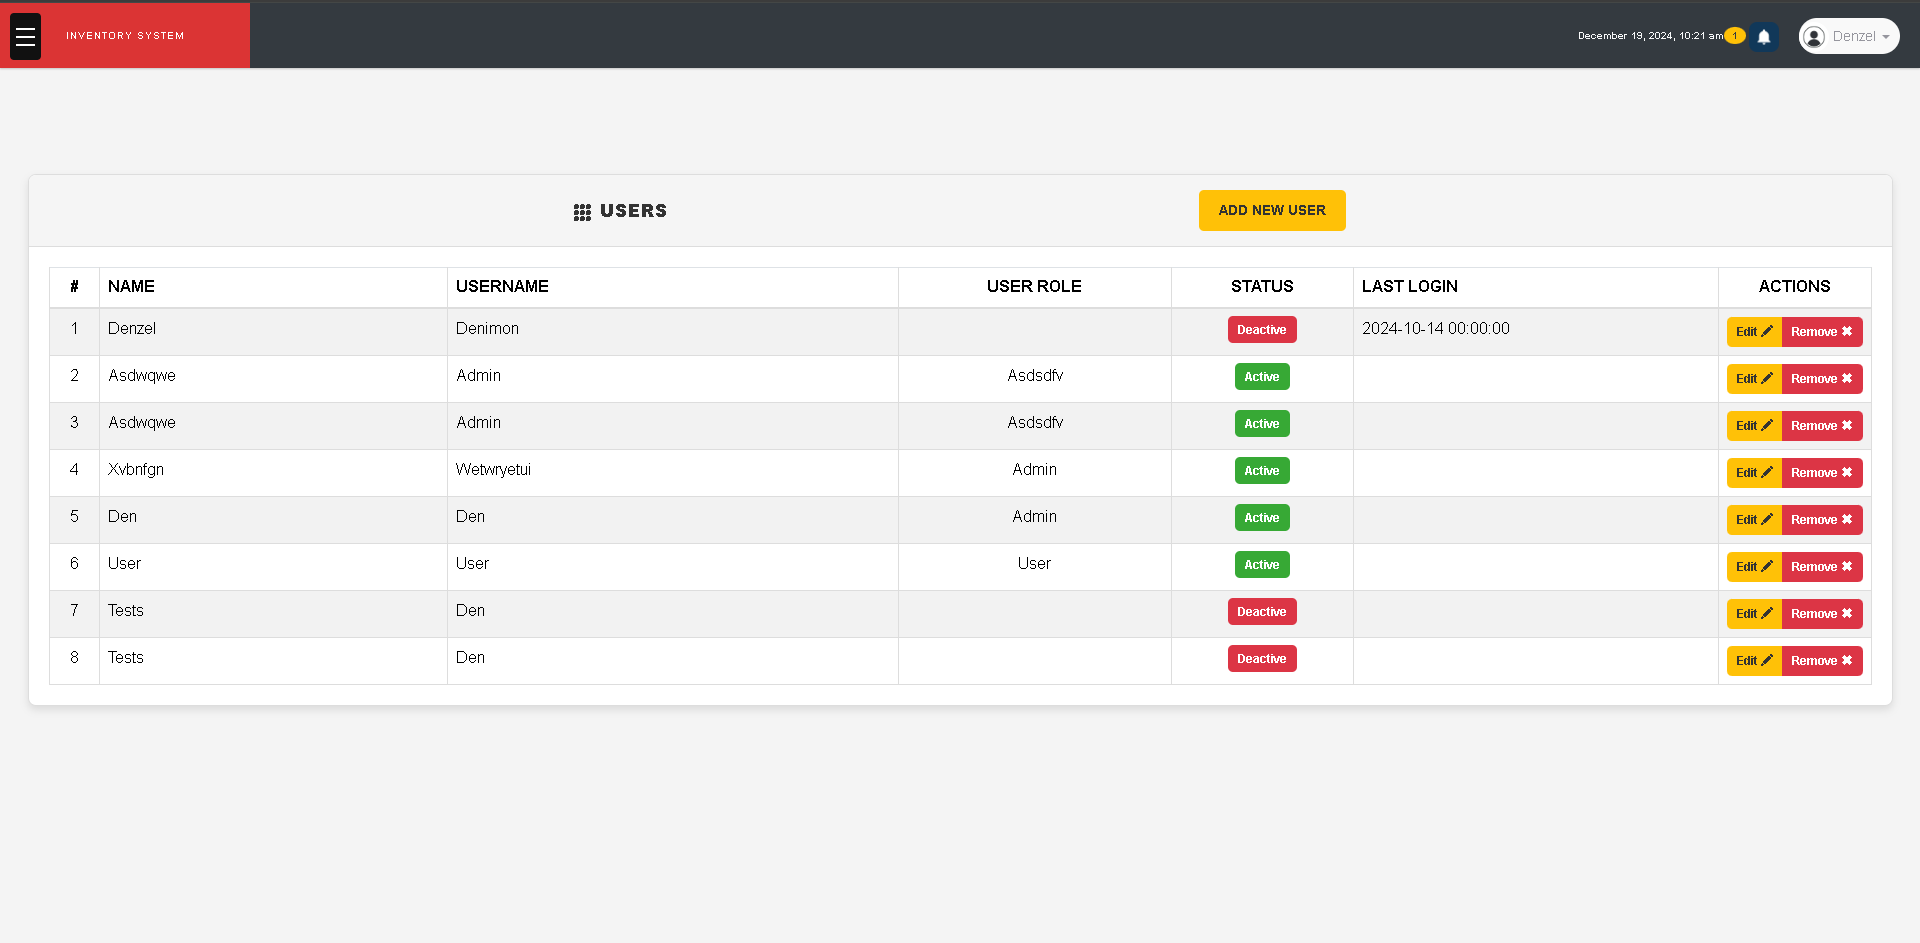 INVENTORY SYSTEM
December 19, 2024, 10:21 am 1
Denzel
USERS
ADD NEW USER
# NAME USERNAME USER ROLE STATUS LAST LOGIN ACTIONS
1 Denzel Denimon Deactive 2024-10-14 00:00:00 Edit Remove
2 Asdwqwe Admin Asdsdfv Active Edit Remove
3 Asdwqwe Admin Asdsdfv Active Edit Remove
4 Xvbnfgn Wetwryetui Admin Active Edit Remove
5 Den Den Admin Active Edit Remove
6 User User User Active Edit Remove
7 Tests Den Deactive Edit Remove
8 Tests Den Deactive Edit Remove